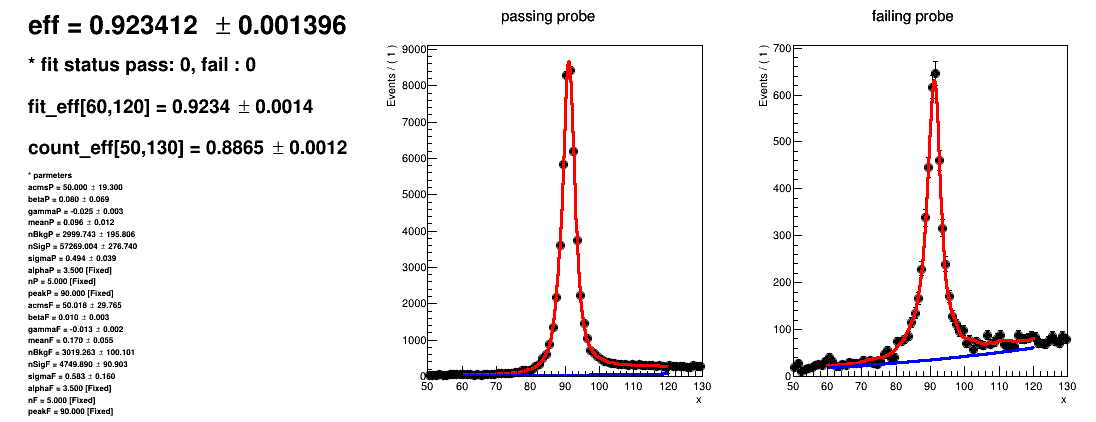 eff = 0.923412 ± 0.001396
* fit status pass: 0, fail : 0
fit_eff[60,120] = 0.9234 ± 0.0014
count_eff[50,130] = 0.8865 ± 0.0012
* parmeters
acmsP = 50.000 ± 19.300
betaP = 0.080 ± 0.069
gammaP = -0.025 ± 0.003
meanP = 0.096 ± 0.012
nBkgP = 2999.743 ± 195.806
nSigP = 57269.004 ± 276.740
sigmaP = 0.494 ± 0.039
alphaP = 3.500 [Fixed]
nP = 5.000 [Fixed]
peakP = 90.000 [Fixed]
acmsF = 50.018 ± 29.765
betaF = 0.010 ± 0.003
gammaF = -0.013 ± 0.002
meanF = 0.170 ± 0.055
nBkgF = 3019.263 ± 100.101
nSigF = 4749.890 ± 90.903
sigmaF = 0.583 ± 0.160
alphaF = 3.500 [Fixed]
nF = 5.000 [Fixed]
peakF = 90.000 [Fixed]
passing probe
Events / ( 1 )
9000
8000
7000
6000
5000
4000
3000
2000
1000
0
50 60 70 80 90 100 110 120 130
x
failing probe
Events / ( 1 )
700
600
500
400
300
200
100
0
50 60 70 80 90 100 110 120 130
x